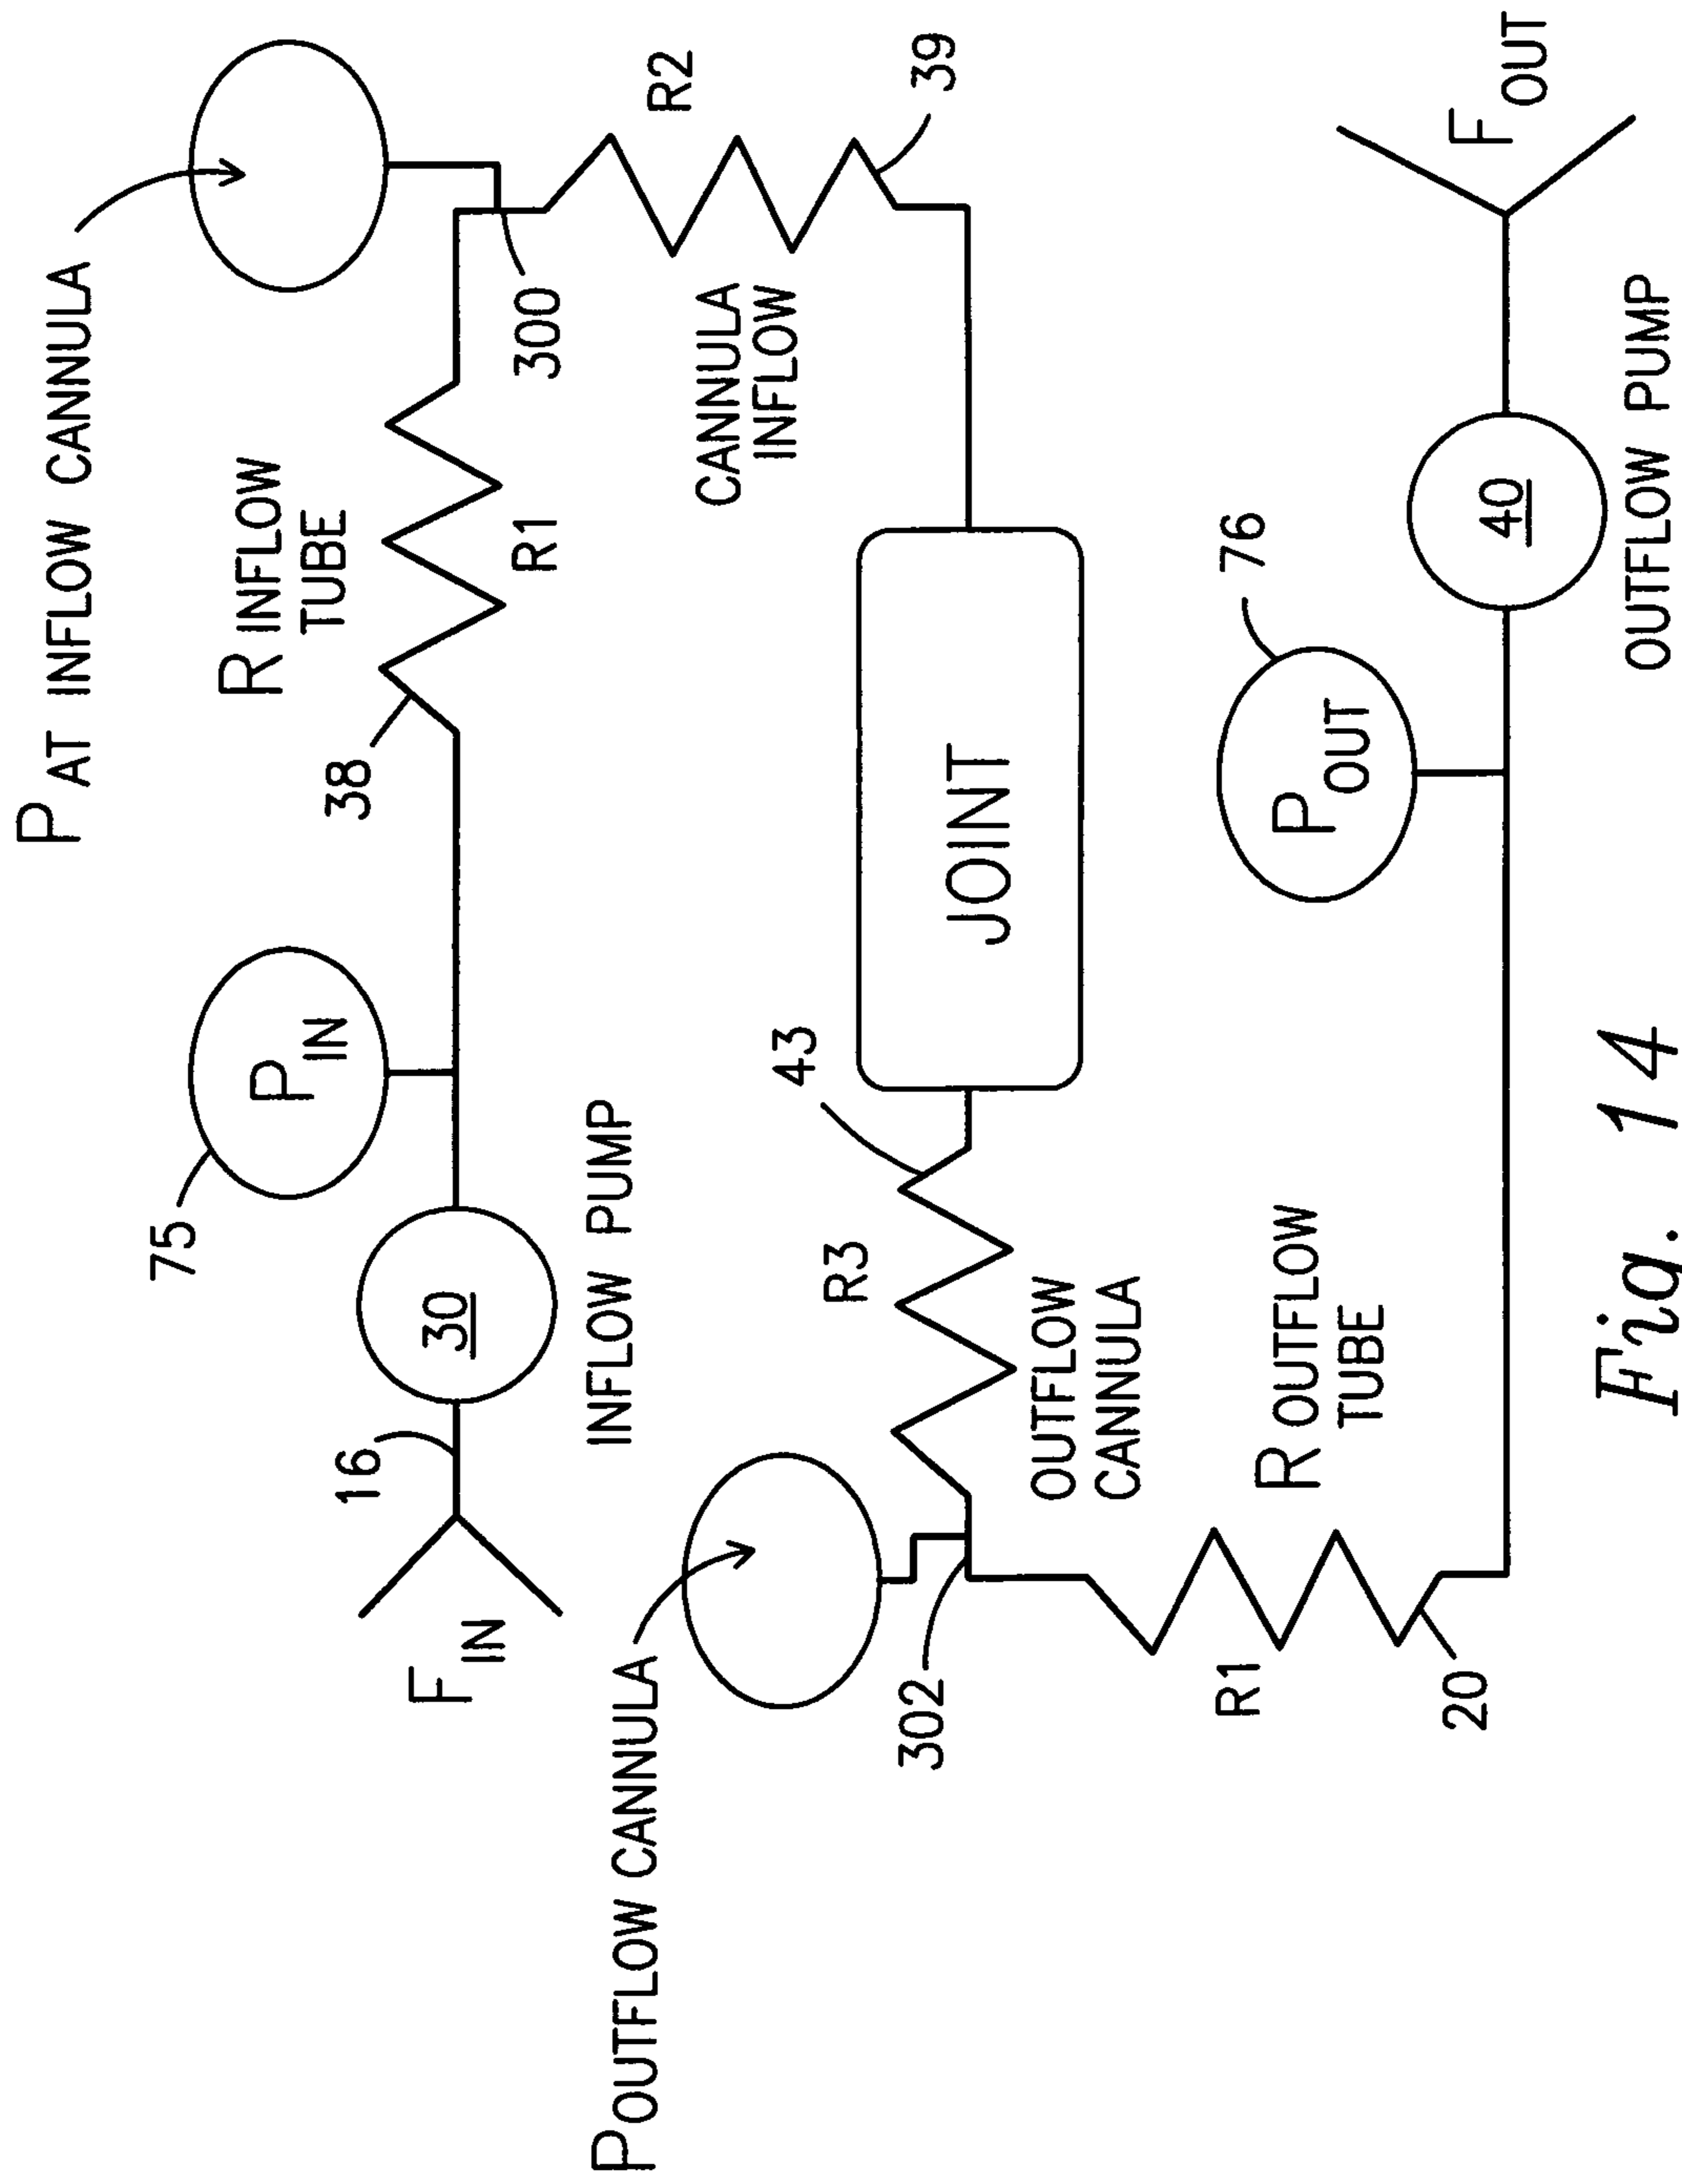 P AT INFLOW CANNULA
75
P IN
R INFLOW
TUBE
38
R1
300
R2
39
16
30
F IN
INFLOW PUMP
CANNULA
INFLOW
P OUTFLOW CANNULA
43
R3
JOINT
302
OUTFLOW
CANNULA
R1
R OUTFLOW
TUBE
20
76
P OUT
40
F OUT
OUTFLOW PUMP
Fig. 14